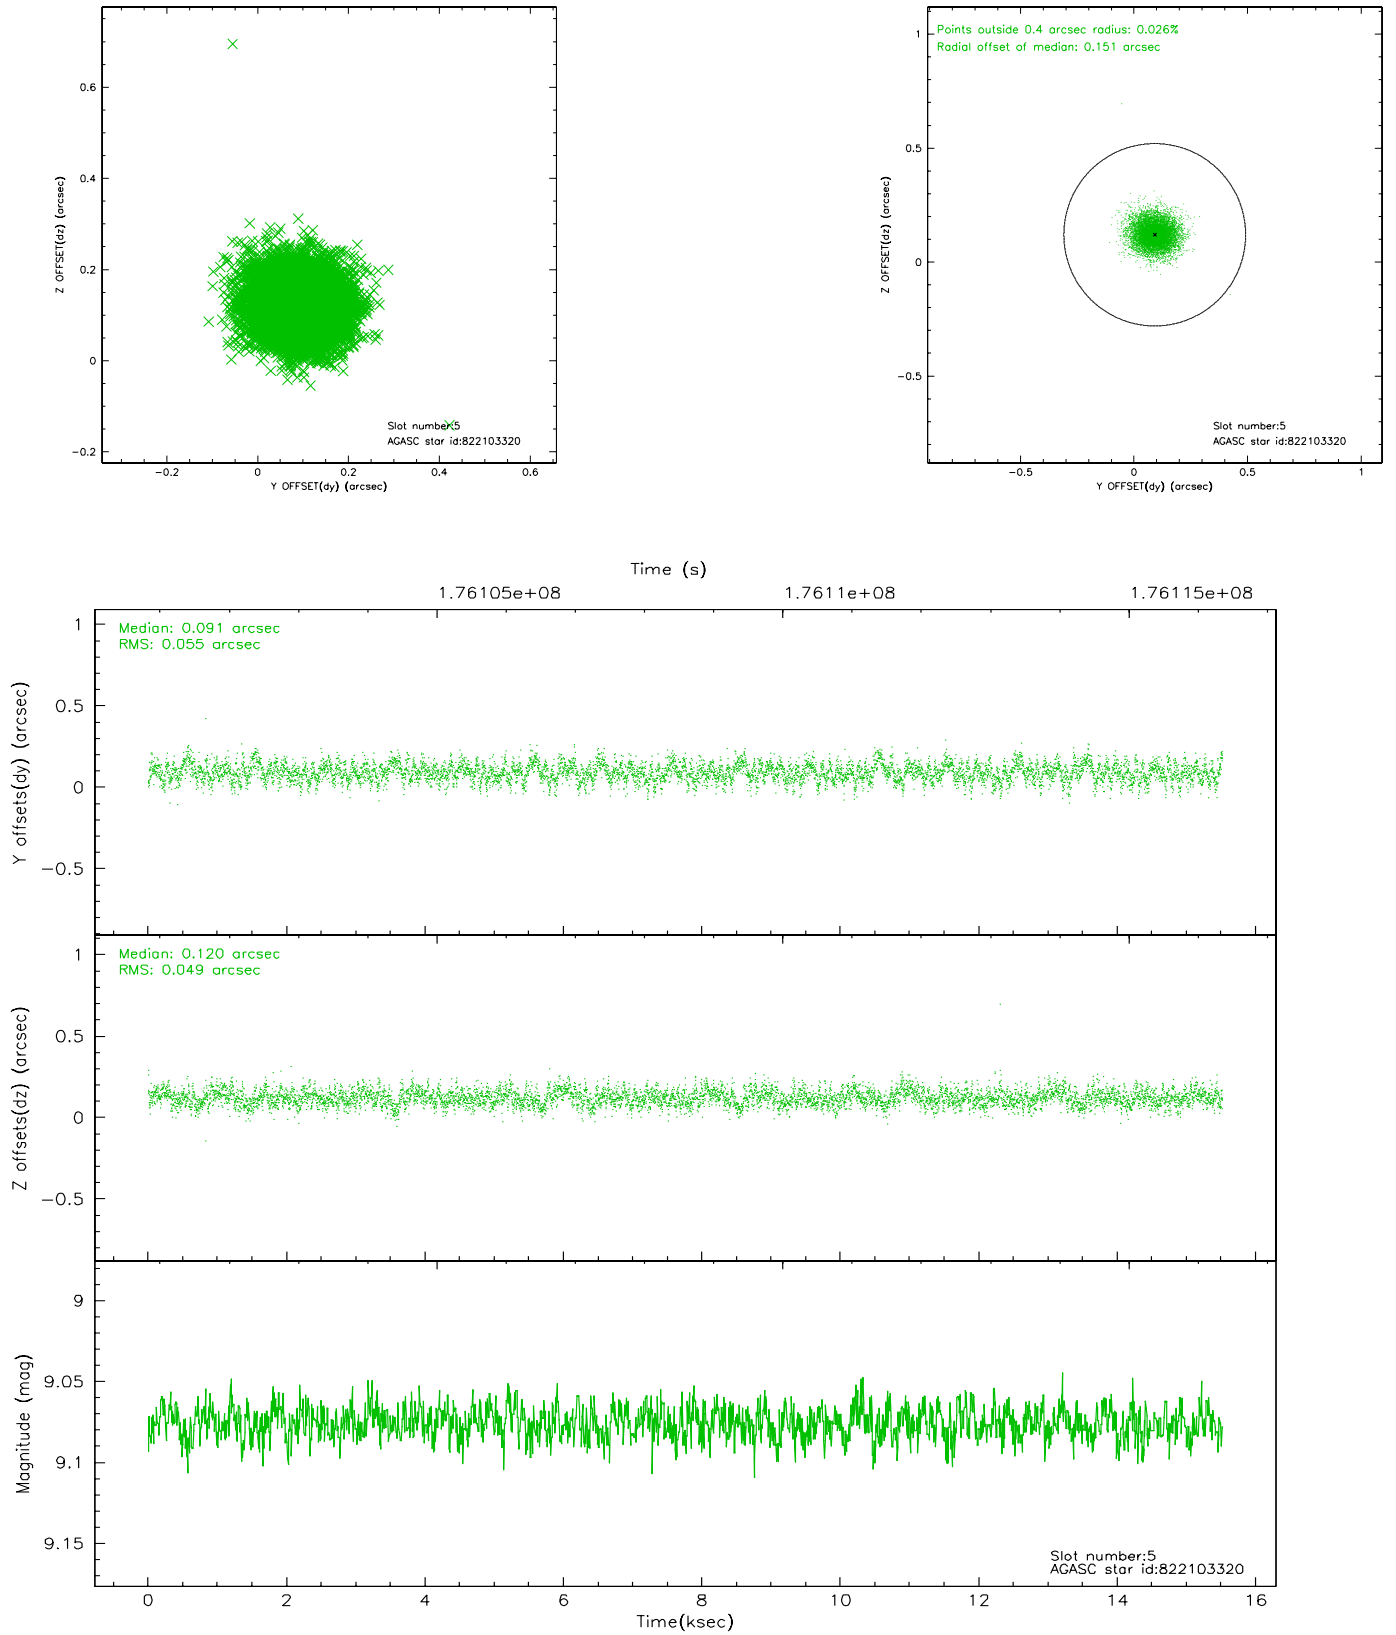 0.6
0.4
0.2
0
−0.2
Z OFFSET(dz) (arcsec)
Slot number:5
AGASC star id:822103320
−0.2 0 0.2 0.4 0.6
Y OFFSET(dy) (arcsec)
Points outside 0.4 arcsec radius: 0.026%
Radial offset of median: 0.151 arcsec
1
0.5
0
−0.5
Z OFFSET(dz) (arcsec)
Slot number:5
AGASC star id:822103320
−0.5 0 0.5 1
Y OFFSET(dy) (arcsec)
Time (s)
1.76105e+08 1.7611e+08 1.76115e+08
Median: 0.091 arcsec
RMS: 0.055 arcsec
1
0.5
0
−0.5
Y offsets(dy) (arcsec)
Median: 0.120 arcsec
RMS: 0.049 arcsec
1
0.5
0
−0.5
Z offsets(dz) (arcsec)
9
9.05
9.1
9.15
Magnitude (mag)
Slot number:5
AGASC star id:822103320
0 2 4 6 8 10 12 14 16
Time(ksec)